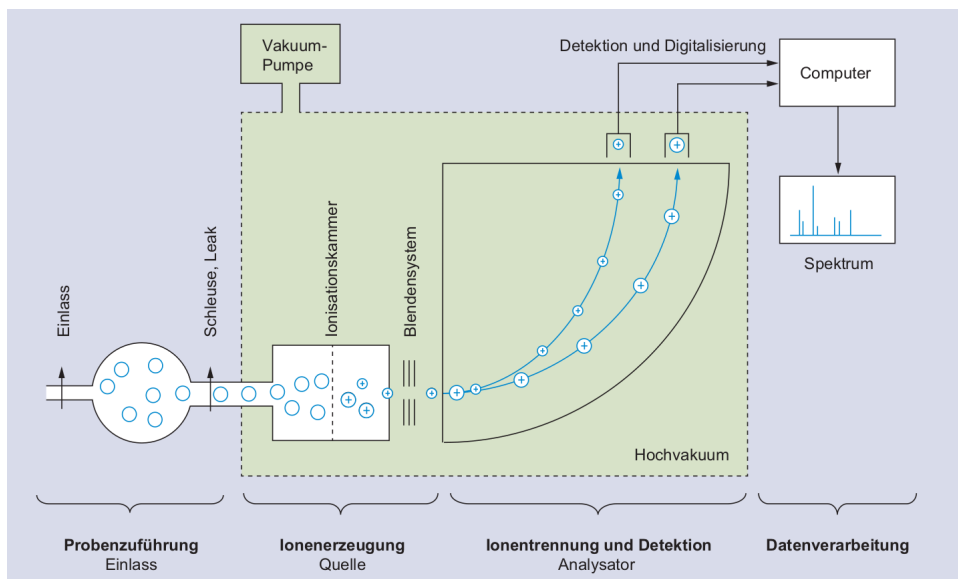 Vakuum-
Pumpe
Detektion und Digitalisierung
Computer
Spektrum
Einlass
Schleuse, Leak
Ionisationskammer
Blendensystem
Hochvakuum
Probenzuführung
Einlass
Ionenerzeugung
Quelle
Ionentrennung und Detektion
Analysator
Datenverarbeitung